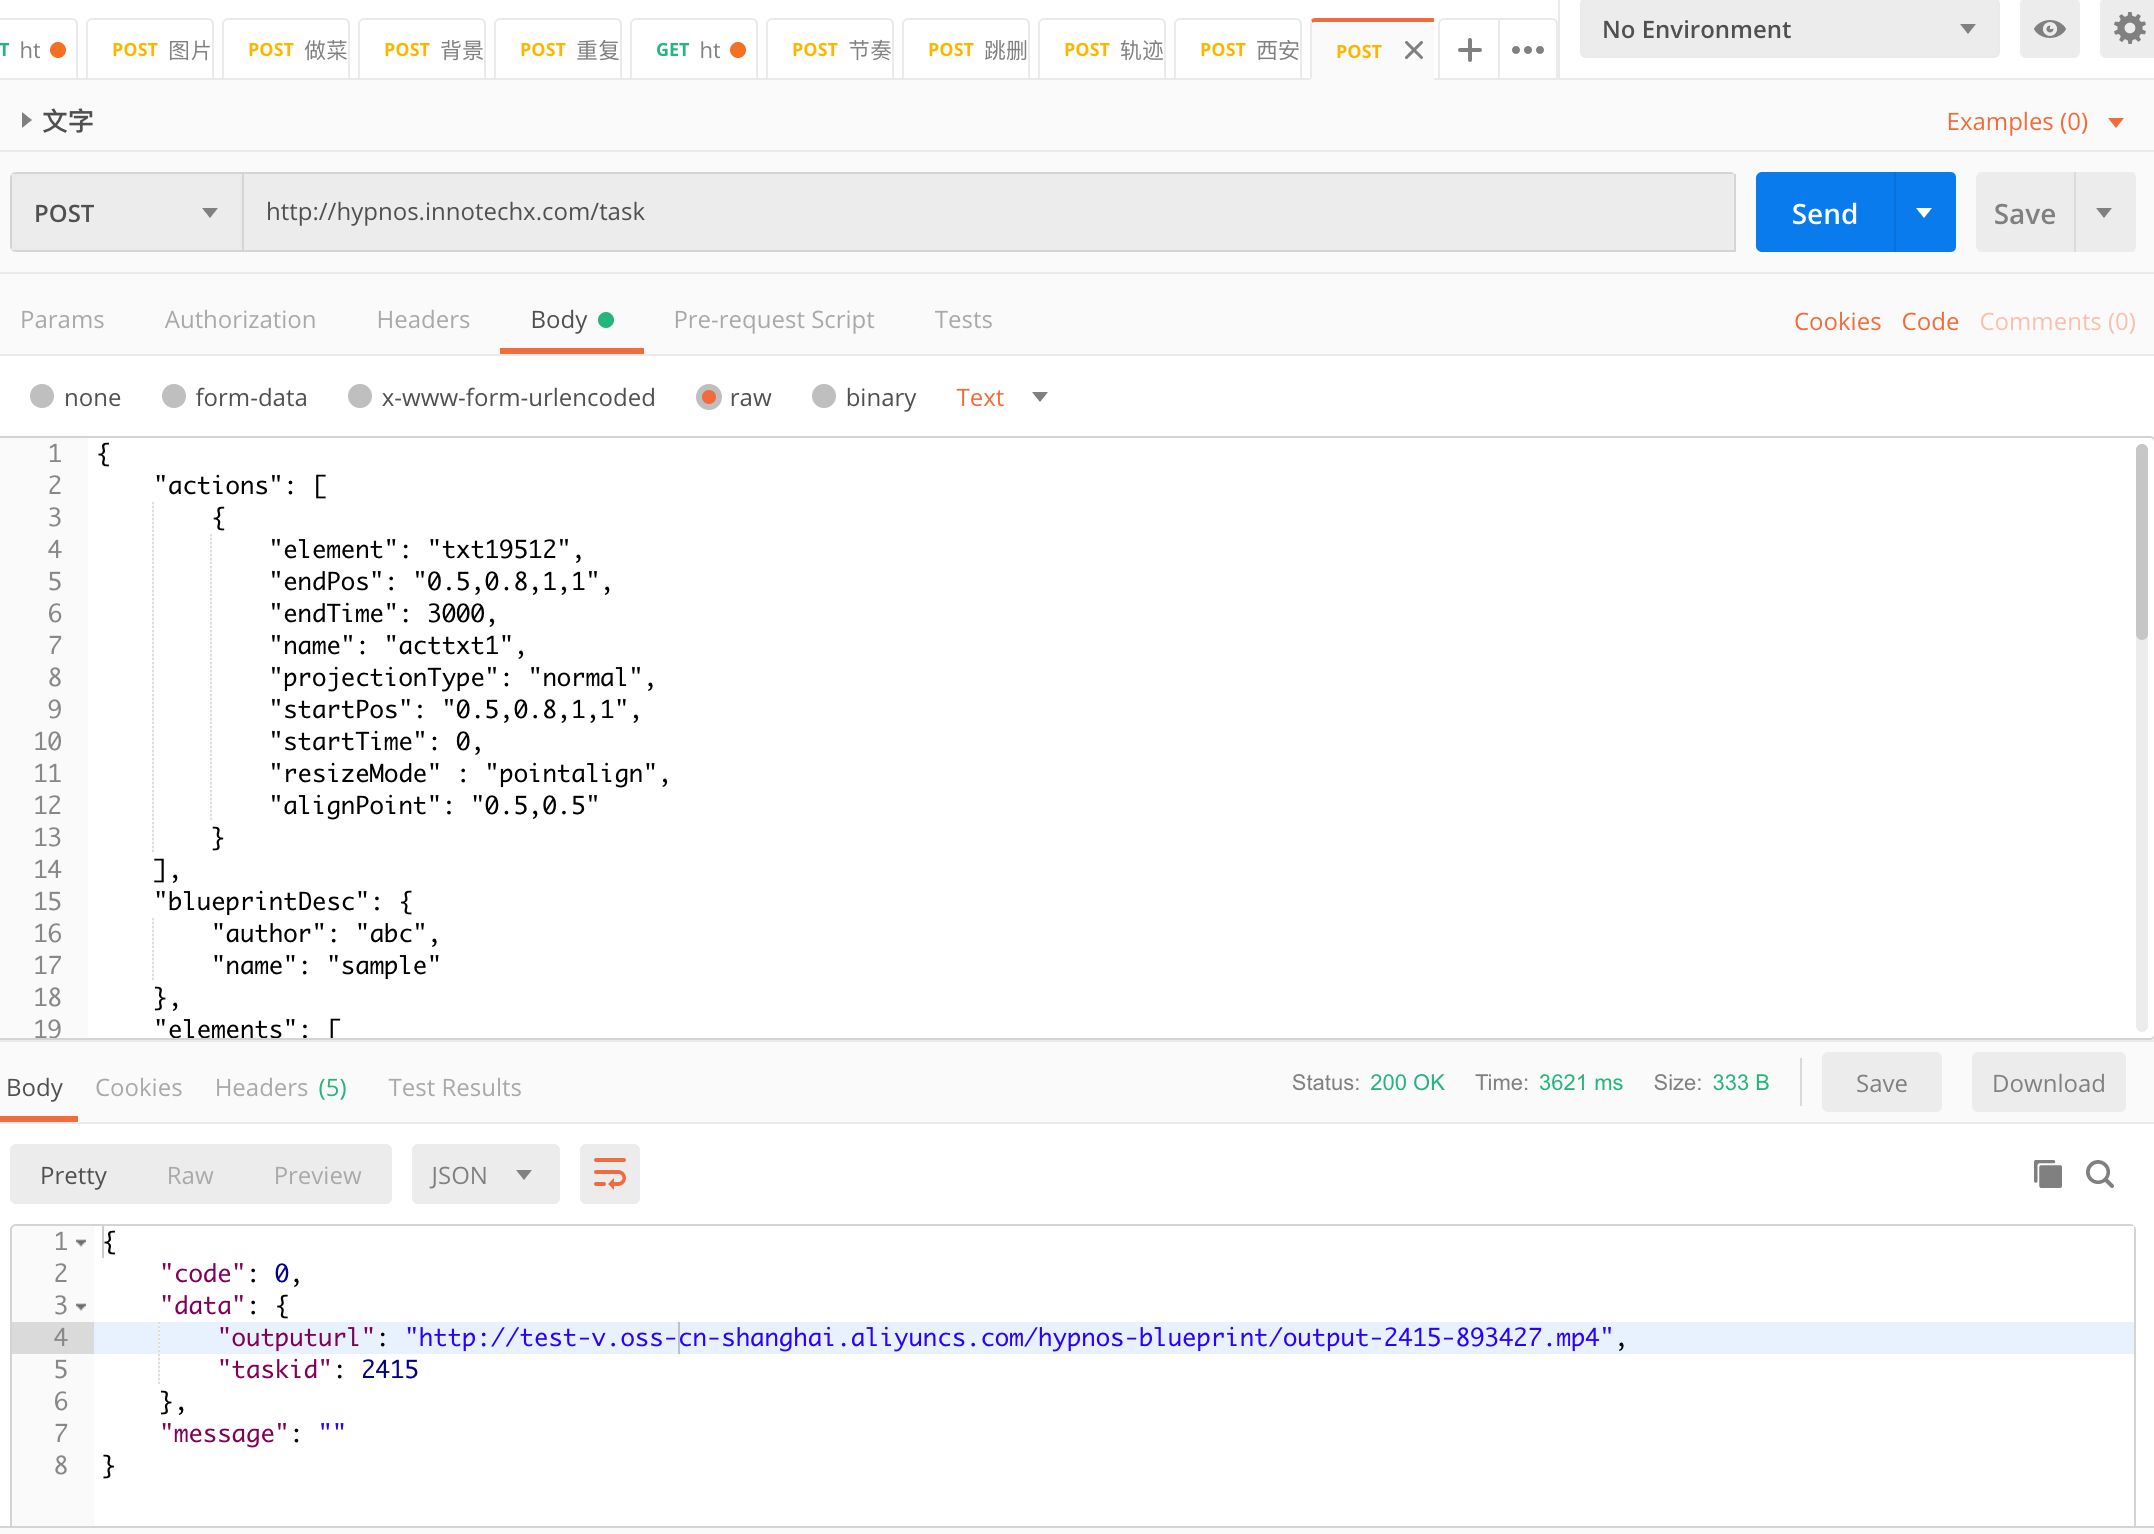 T ht POST 图片 POST 做菜 POST 背景 POST 重复 GET ht POST 节奏 POST 跳删 POST 轨迹 POST 西安 POST No Environment
文字 Examples (0)
POST http://hypnos.innotechx.com/task Send Save
Params Authorization Headers Body Pre-request Script Tests Cookies Code Comments (0)
none form-data x-www-form-urlencoded raw binary Text
1 {
2 "actions": [
3 {
4 "element": "txt19512",
5 "endPos": "0.5,0.8,1,1",
6 "endTime": 3000,
7 "name": "acttxt1",
8 "projectionType": "normal",
9 "startPos": "0.5,0.8,1,1",
10 "startTime": 0,
11 "resizeMode" : "pointalign",
12 "alignPoint": "0.5,0.5"
13 }
14 ],
15 "blueprintDesc": {
16 "author": "abc",
17 "name": "sample"
18 },
19 "elements": [
Body Cookies Headers (5) Test Results Status: 200 OK Time: 3621 ms Size: 333 B Save Download
Pretty Raw Preview JSON
1 {
2 "code": 0,
3 "data": {
4 "outputurl": "http://test-v.oss-cn-shanghai.aliyuncs.com/hypnos-blueprint/output-2415-893427.mp4",
5 "taskid": 2415
6 },
7 "message": ""
8 }